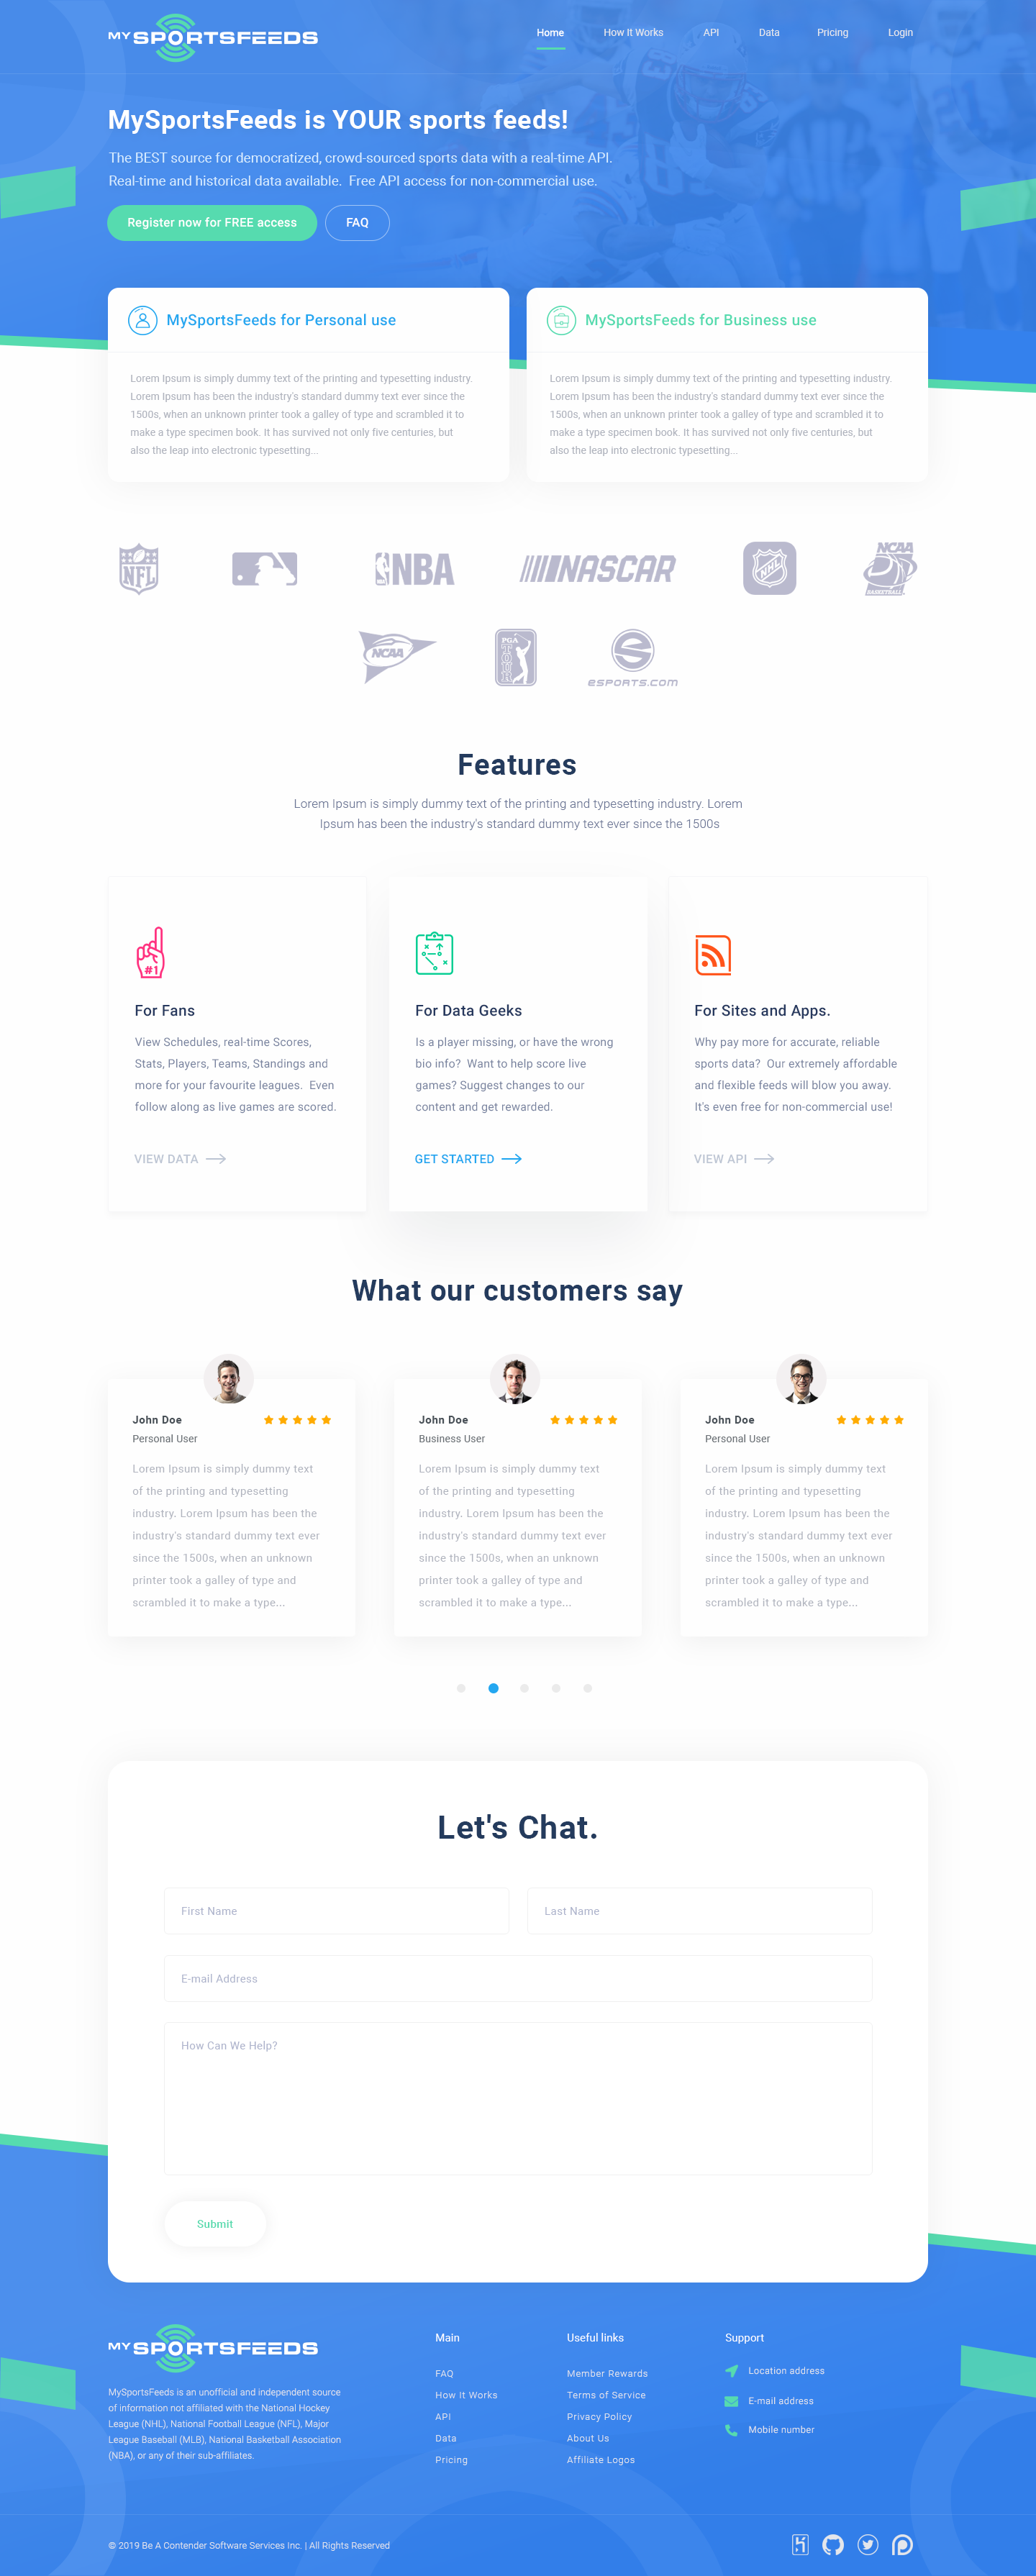 MY SPORTSFEEDS
Home How It Works API Data Pricing Login
MySportsFeeds is YOUR sports feeds!
The BEST source for democratized, crowd-sourced sports data with a real-time API.
Real-time and historical data available. Free API access for non-commercial use.
Register now for FREE access
FAQ
MySportsFeeds for Personal use
Lorem Ipsum is simply dummy text of the printing and typesetting industry.
Lorem Ipsum has been the industry's standard dummy text ever since the
1500s, when an unknown printer took a galley of type and scrambled it to
make a type specimen book. It has survived not only five centuries, but
also the leap into electronic typesetting...
MySportsFeeds for Business use
Lorem Ipsum is simply dummy text of the printing and typesetting industry.
Lorem Ipsum has been the industry's standard dummy text ever since the
1500s, when an unknown printer took a galley of type and scrambled it to
make a type specimen book. It has survived not only five centuries, but
also the leap into electronic typesetting...
NFL
NBA
NASCAR
NHL
NCAA
BASKETBALL
NCAA
PGA
TOUR
esports.com
Features
Lorem Ipsum is simply dummy text of the printing and typesetting industry. Lorem
Ipsum has been the industry's standard dummy text ever since the 1500s
#1
For Fans
View Schedules, real-time Scores,
Stats, Players, Teams, Standings and
more for your favourite leagues. Even
follow along as live games are scored.
VIEW DATA
For Data Geeks
Is a player missing, or have the wrong
bio info? Want to help score live
games? Suggest changes to our
content and get rewarded.
GET STARTED
For Sites and Apps.
Why pay more for accurate, reliable
sports data? Our extremely affordable
and flexible feeds will blow you away.
It's even free for non-commercial use!
VIEW API
What our customers say
John Doe
Personal User
Lorem Ipsum is simply dummy text
of the printing and typesetting
industry. Lorem Ipsum has been the
industry's standard dummy text ever
since the 1500s, when an unknown
printer took a galley of type and
scrambled it to make a type...
John Doe
Business User
Lorem Ipsum is simply dummy text
of the printing and typesetting
industry. Lorem Ipsum has been the
industry's standard dummy text ever
since the 1500s, when an unknown
printer took a galley of type and
scrambled it to make a type...
John Doe
Personal User
Lorem Ipsum is simply dummy text
of the printing and typesetting
industry. Lorem Ipsum has been the
industry's standard dummy text ever
since the 1500s, when an unknown
printer took a galley of type and
scrambled it to make a type...
Let's Chat.
First Name
Last Name
E-mail Address
How Can We Help?
Submit
MY SPORTSFEEDS
MySportsFeeds is an unofficial and independent source
of information not affiliated with the National Hockey
League (NHL), National Football League (NFL), Major
League Baseball (MLB), National Basketball Association
(NBA), or any of their sub-affiliates.
Main
FAQ
How It Works
API
Data
Pricing
Useful links
Member Rewards
Terms of Service
Privacy Policy
About Us
Affiliate Logos
Support
Location address
E-mail address
Mobile number
© 2019 Be A Contender Software Services Inc. | All Rights Reserved